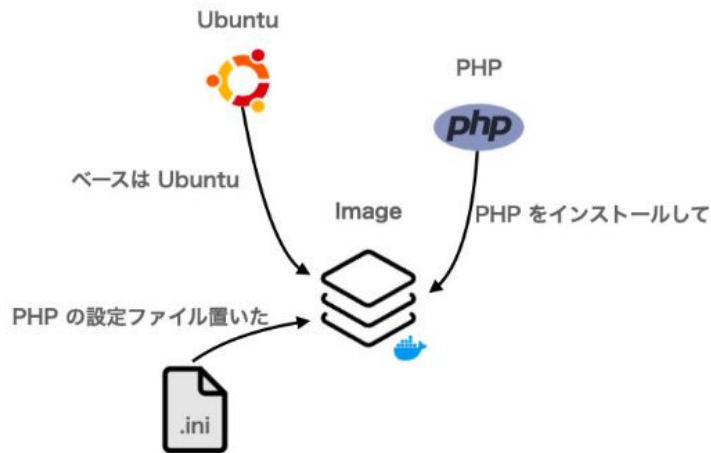 Ubuntu
PHP
php
ベースは Ubuntu
Image
PHP をインストールして
PHP の設定ファイル置いた
.ini